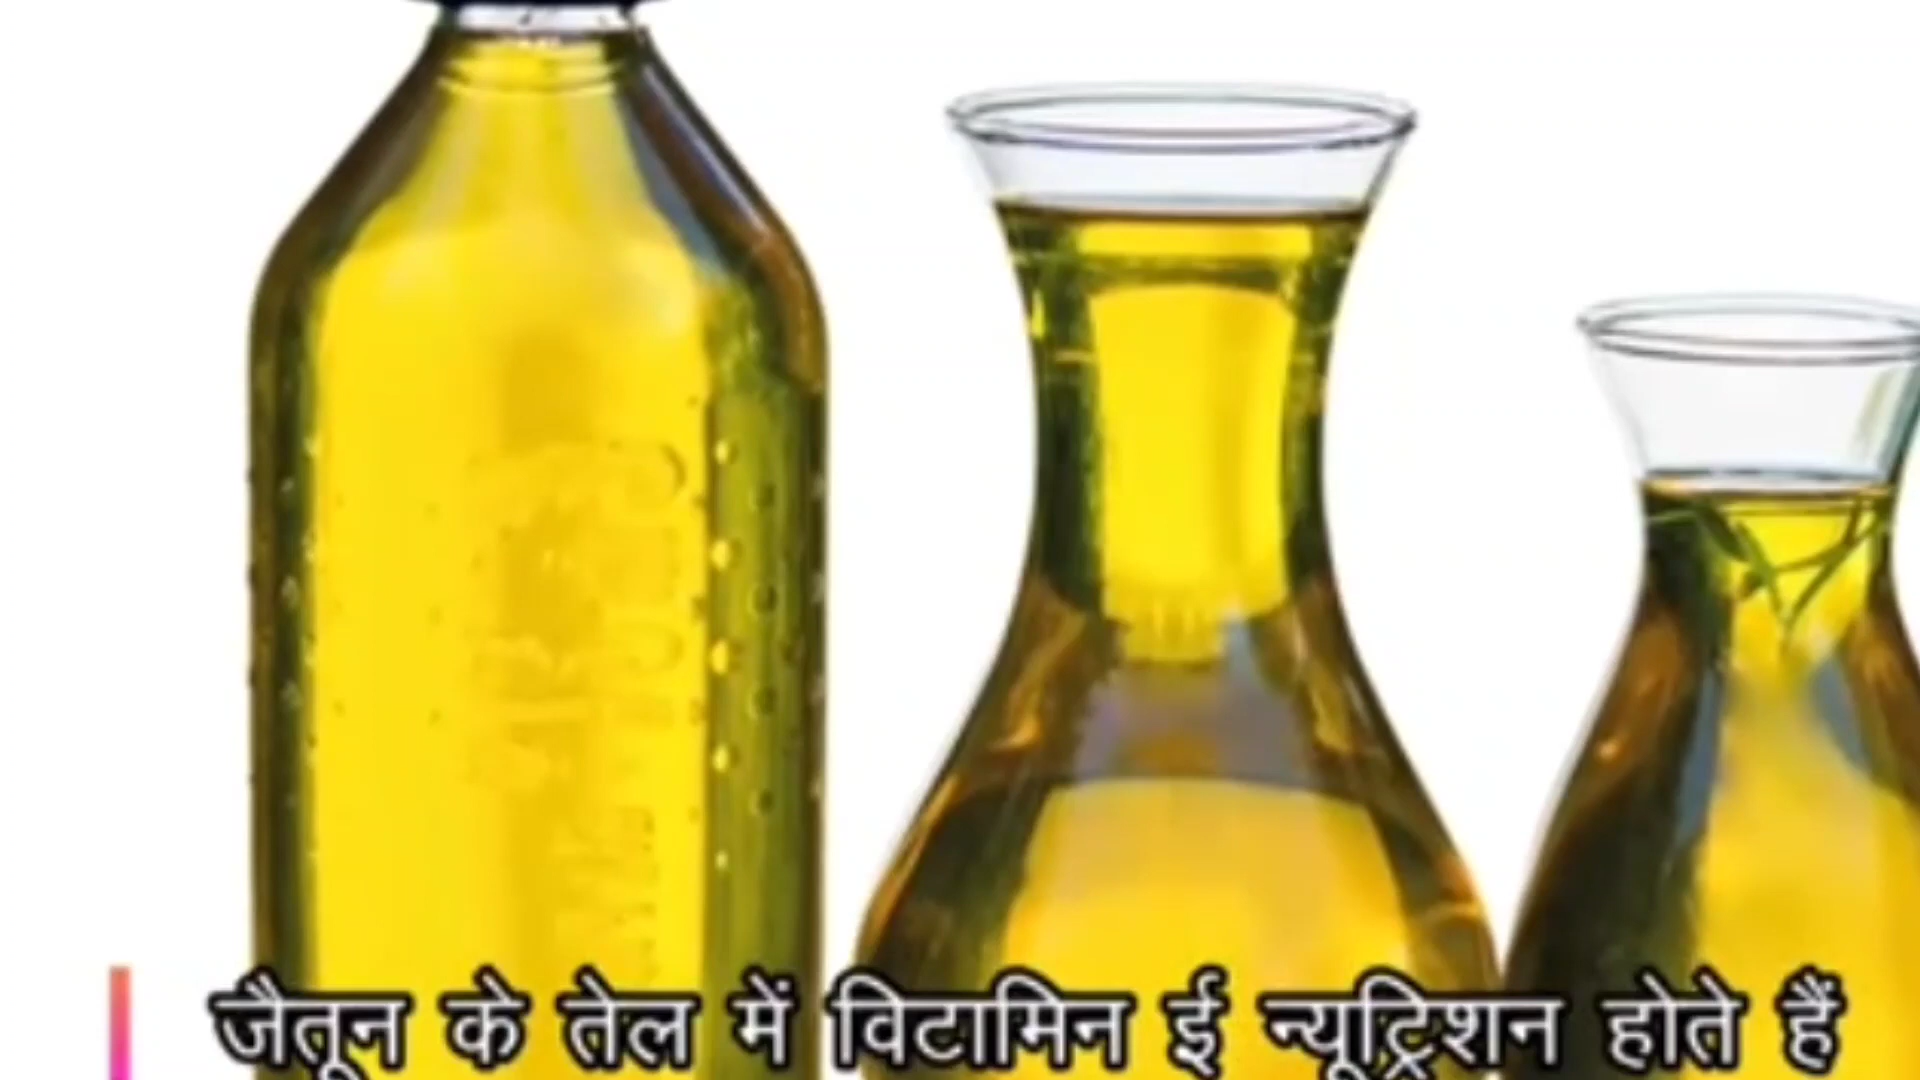 जैतून के तेल में विटामिन ई न्यूट्रिशन होते हैं